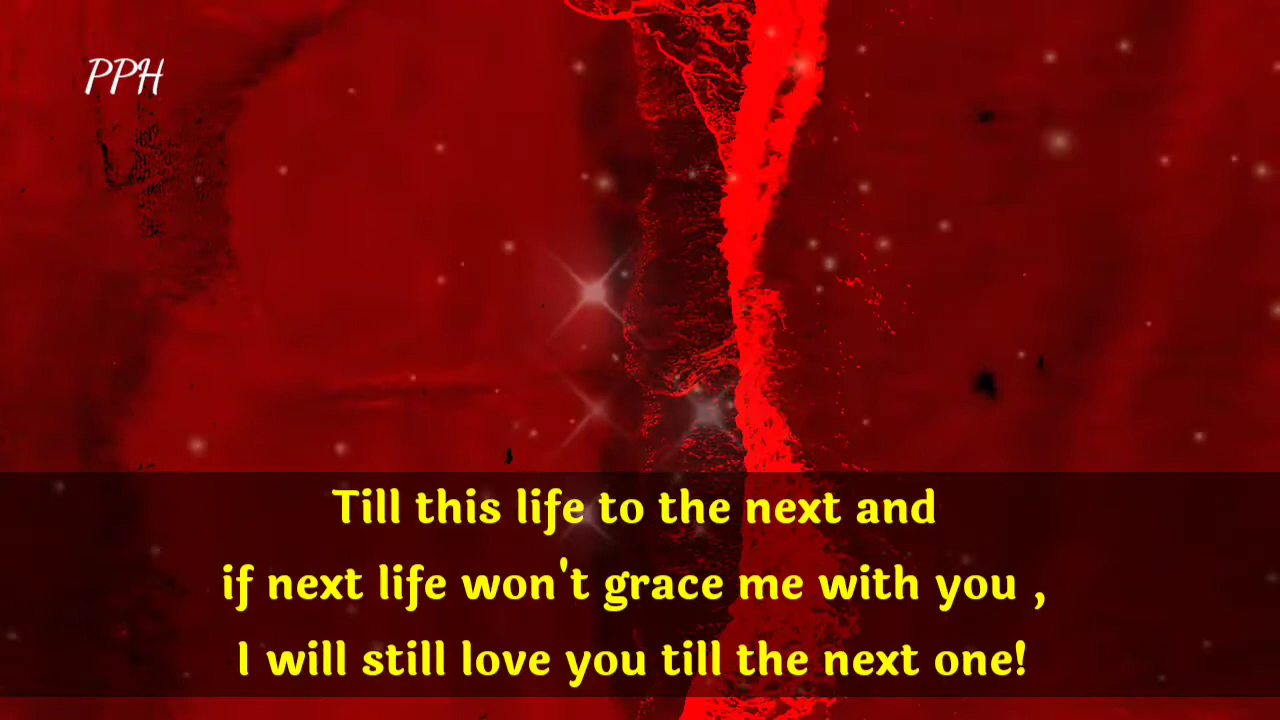 PPH
Till this life to the next and
if next life won't grace me with you ,
I will still love you till the next one!